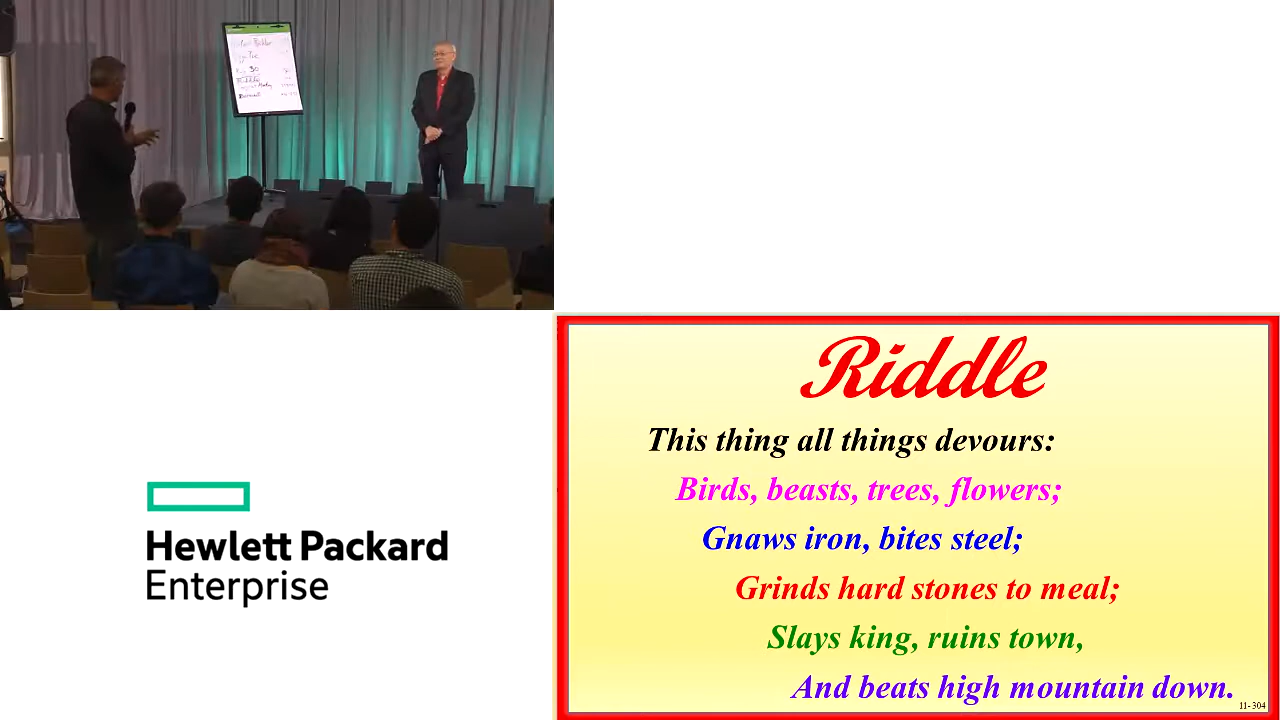 Riddle
Hewlett Packard
Enterprise
Riddle
This thing all things devours:
Birds, beasts, trees, flowers;
Gnaws iron, bites steel;
Grinds hard stones to meal;
Slays king, ruins town,
And beats high mountain down.
11-304